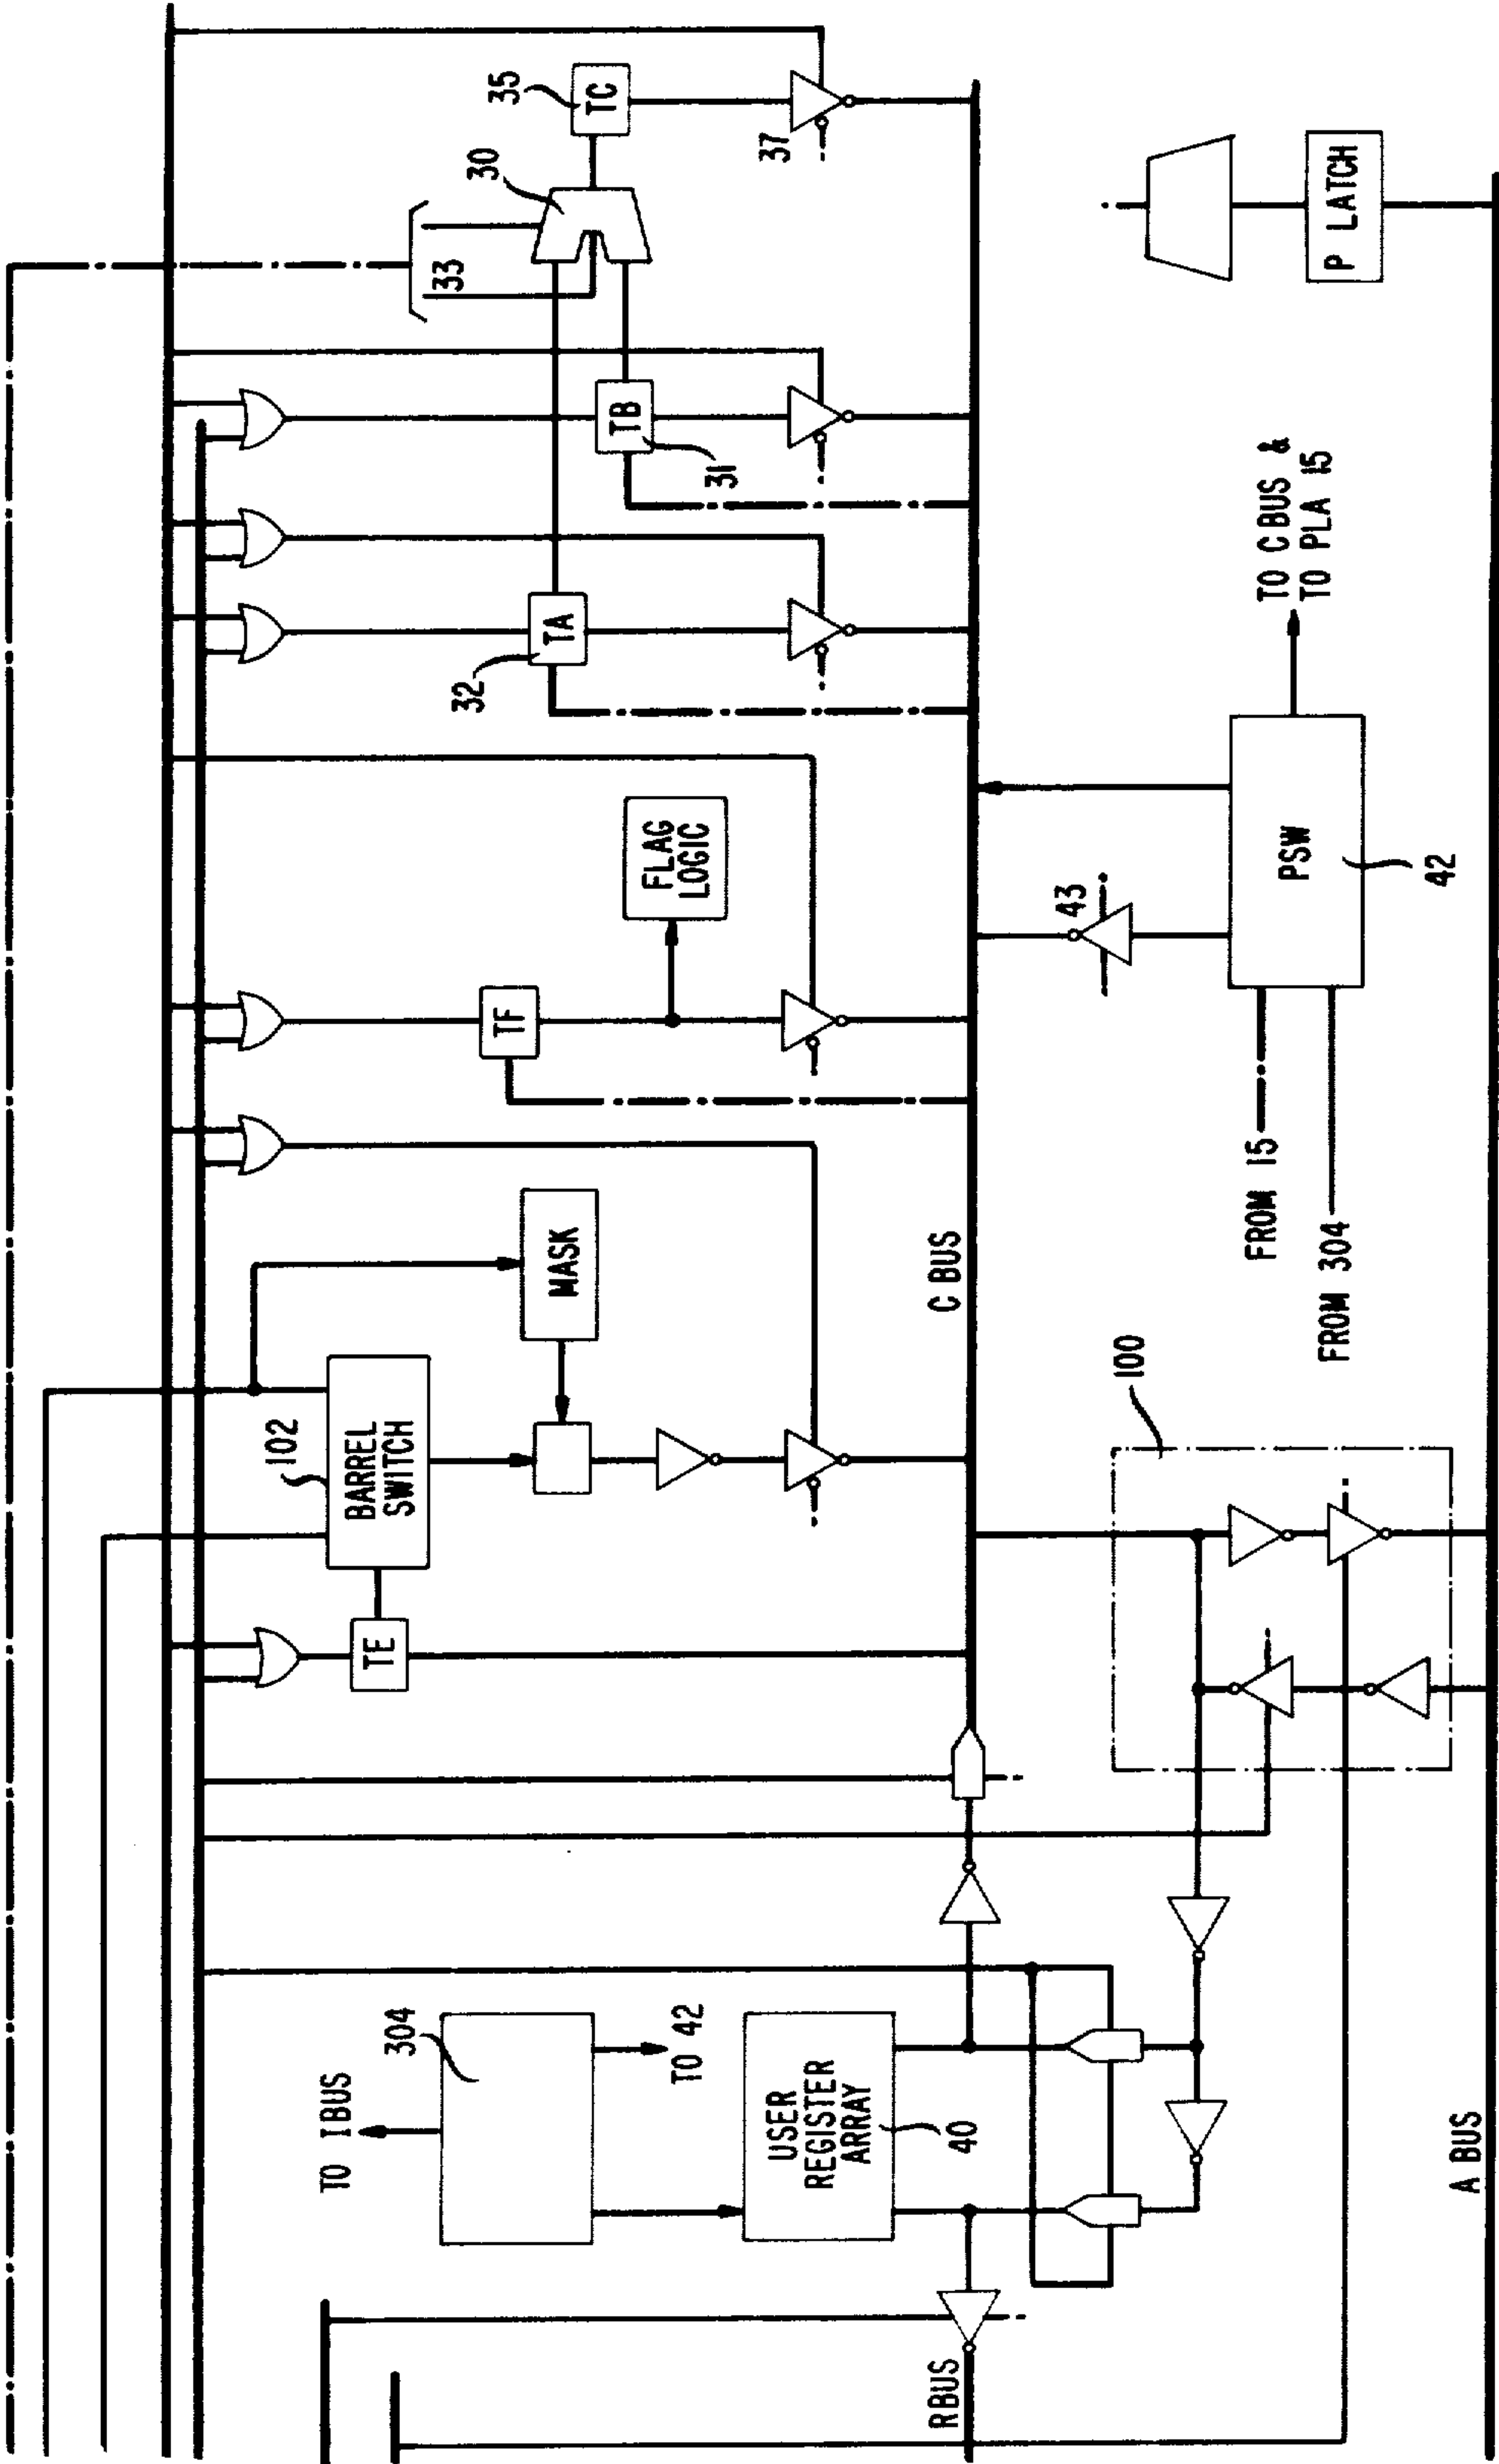 TO IBUS
304
TO 42
USER
REGISTER
ARRAY
40
RBUS
A BUS
TE
102
BARREL
SWITCH
MASK
C BUS
100
TF
FLAG
LOGIC
FROM 15
FROM 304
43
PSW
42
TO C BUS &
TO PLA 15
32
TA
31
TB
33
30
35
TC
37
P LATCH